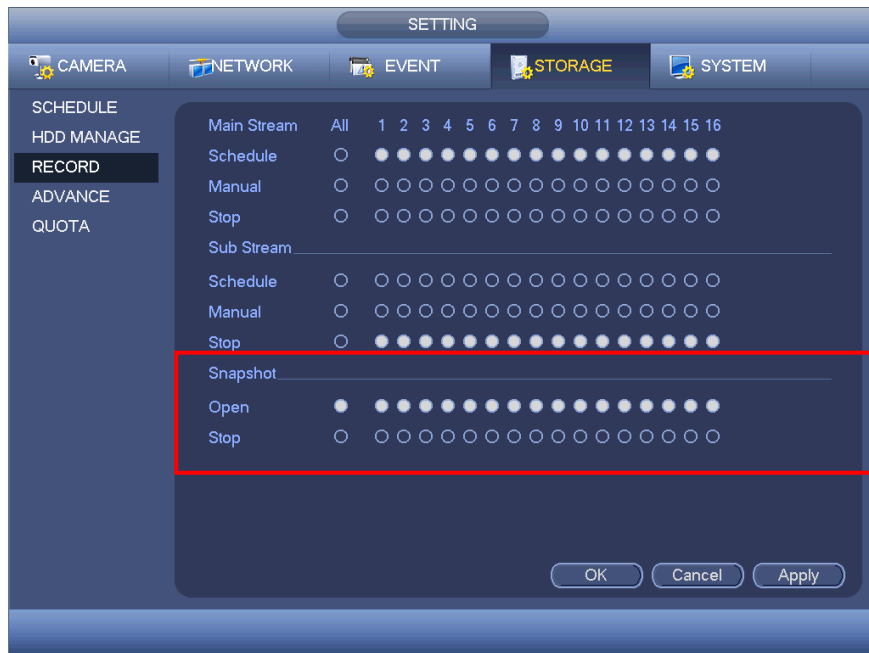 SETTING
CAMERA NETWORK EVENT STORAGE SYSTEM
SCHEDULE
HDD MANAGE
RECORD
ADVANCE
QUOTA
Main Stream All 1 2 3 4 5 6 7 8 9 10 11 12 13 14 15 16
Schedule
Manual
Stop
Sub Stream
Schedule
Manual
Stop
Snapshot
Open
Stop
OK Cancel Apply